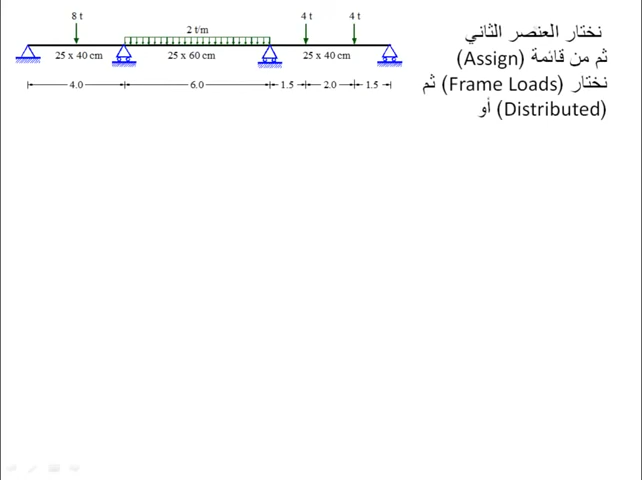 8 t
4 t
4 t
2 t/m
25 x 40 cm
25 x 60 cm
25 x 40 cm
4.0
6.0
1.5
2.0
1.5
نختار العنصر الثاني
ثم من قائمة (Assign)
نختار (Frame Loads) ثم
(Distributed) أو